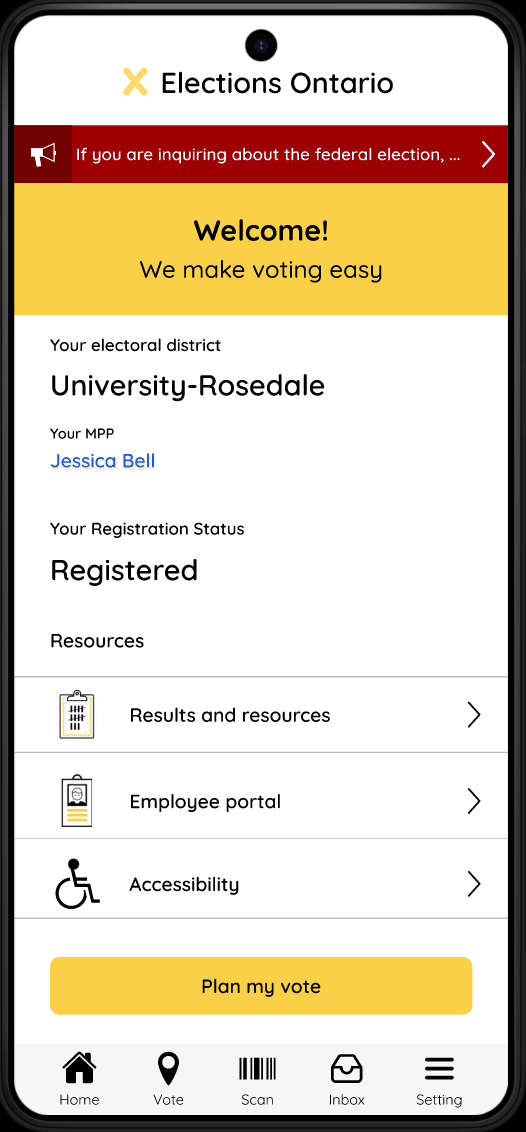 Elections Ontario
If you are inquiring about the federal election, ...
Welcome!
We make voting easy
Your electoral district
University-Rosedale
Your MPP
Jessica Bell
Your Registration Status
Registered
Resources
Results and resources
Employee portal
Accessibility
Plan my vote
Home Vote Scan Inbox Setting